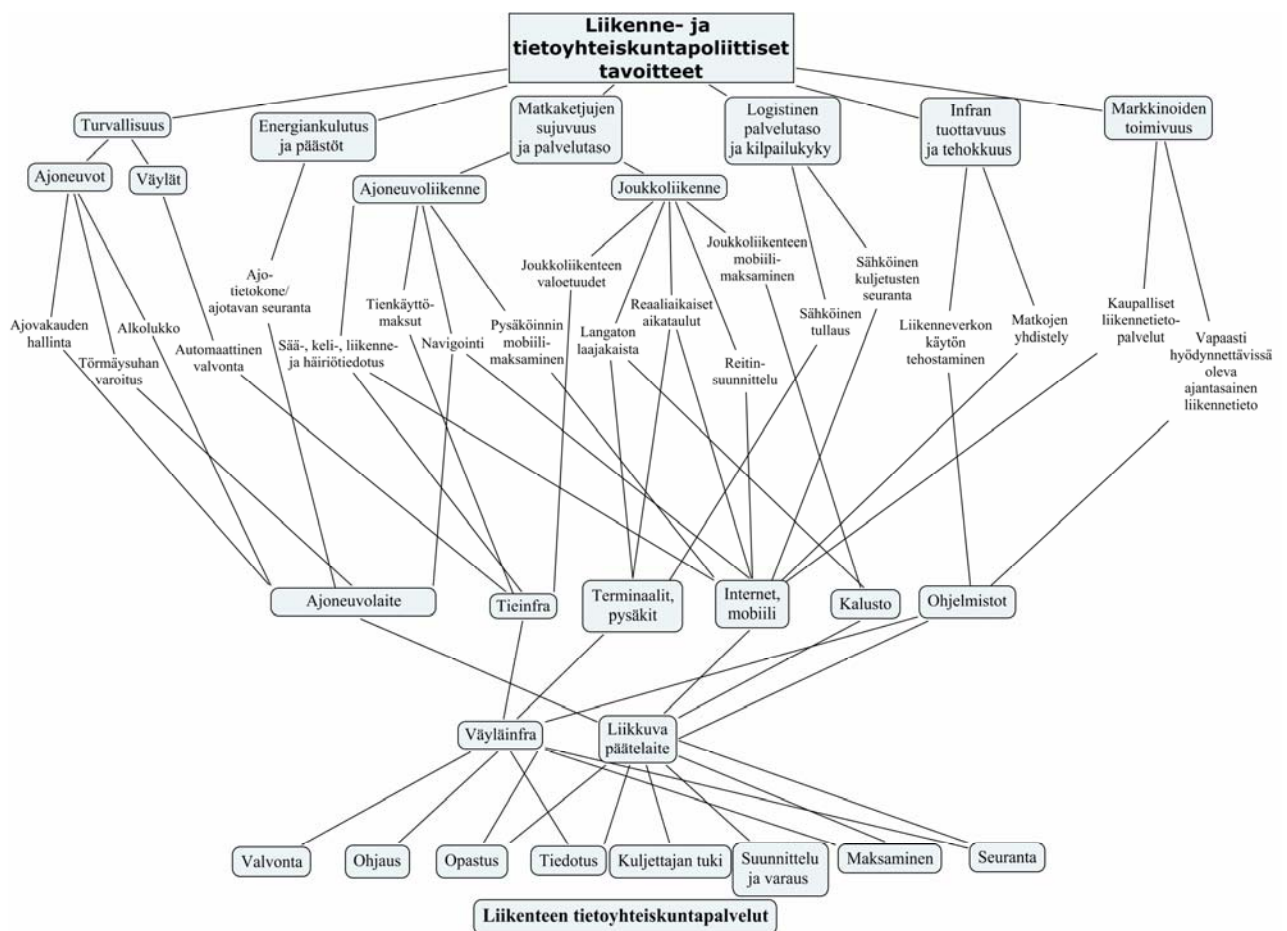 Liikenne- ja
tietoyhteiskuntapoliittiset
tavoitteet
Turvallisuus
Energiankulutus
ja päästöt
Matkaketjujen
sujuvuus
ja palvelutaso
Logistinen
palvelutaso
ja kilpailukyky
Infran
tuottavuus
ja tehokkuus
Markkinoiden
toimivuus
Ajoneuvot
Väylät
Ajoneuvoliikenne
Joukkoliikenne
Ajovakauden
hallinta
Törmäysuhan
varoitus
Alkolukko
Automaattinen
valvonta
Ajo-
tietokone/
ajotavan seuranta
Sää-, keli-, liikenne-
ja häiriötiedotus
Tienkäyttö-
maksut
Navigointi
Pysäköinnin
mobiili-
maksaminen
Joukkoliikenteen
valoetuudet
Langaton
laajakaista
Reaaliaikaiset
aikataulut
Reitin-
suunnittelu
Joukkoliikenteen
mobiili-
maksaminen
Sähköinen
tullaus
Sähköinen
kuljetusten
seuranta
Liikenneverkon
käytön
tehostaminen
Matkojen
yhdistely
Kaupalliset
liikennetieto-
palvelut
Vapaasti
hyödynnettävissä
oleva
ajantasainen
liikennetieto
Ajoneuvolaite
Tieinfra
Terminaalit,
pysäkit
Internet,
mobiili
Kalusto
Ohjelmistot
Väyläinfra
Liikkuva
päätelaite
Valvonta
Ohjaus
Opastus
Tiedotus
Kuljettajan tuki
Suunnittelu
ja varaus
Maksaminen
Seuranta
Liikenteen tietoyhteiskuntapalvelut